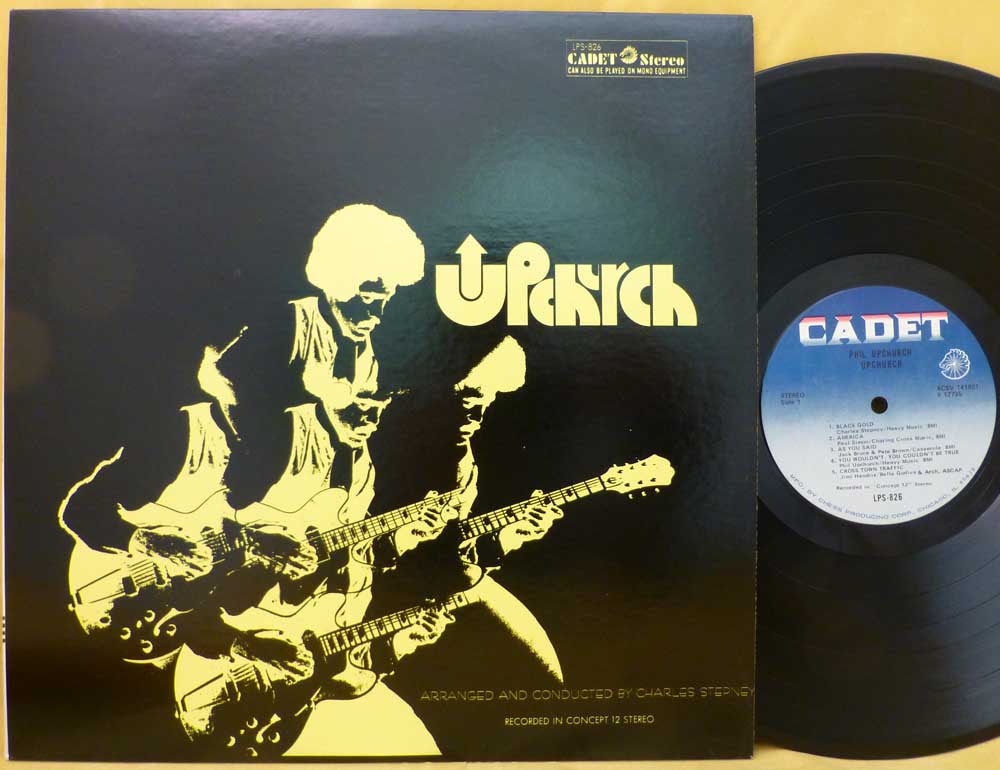 LPS-826
CADET Stereo
CAN ALSO BE PLAYED ON MONO EQUIPMENT
UPchurch
ARRANGED AND CONDUCTED BY CHARLES STEPNEY
RECORDED IN CONCEPT 12 STEREO
CADET
PHIL UPCHURCH
UPCHURCH
STEREO
Side 1
1. BLACK GOLD
Charles Stepney/Heavy Music (BMI)
2. AMERICA
Paul Simon/Charing Cross Music, BMI
3. AS YOU SAID
Jack Bruce & Pete Brown/Casserole-BMI
4. YOU WOULDN'T, YOU COULDN'T BE TRUE
Phil Upchurch/Heavy Music BMI
5. CROSS TOWN TRAFFIC
Jimi Hendrix/Bella Godiva & Arch, ASCAP
Recorded in "Concept 12" Stereo
LPS-826
MFG. BY CHESS PRODUCING CORP., CHICAGO, IL